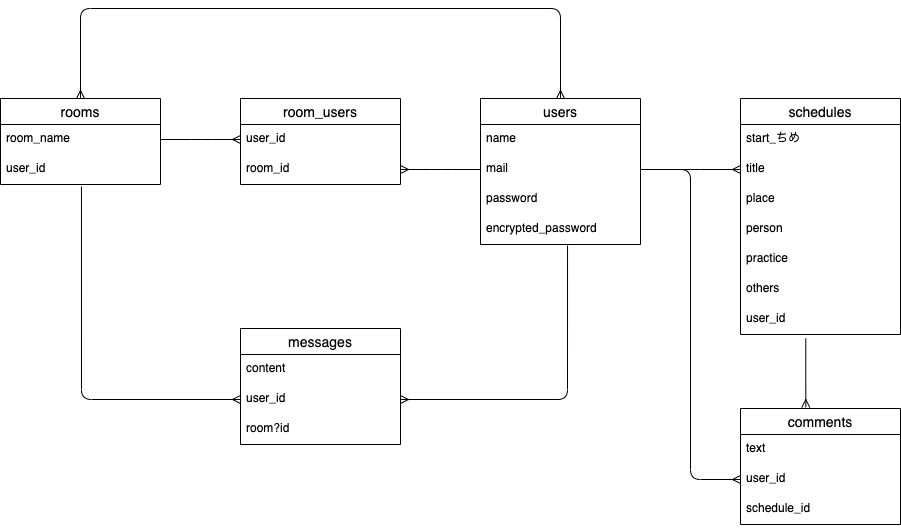 rooms
room_name
user_id
room_users
user_id
room_id
users
name
mail
password
encrypted_password
schedules
start_ちめ
title
place
person
practice
others
user_id
messages
content
user_id
room?id
comments
text
user_id
schedule_id